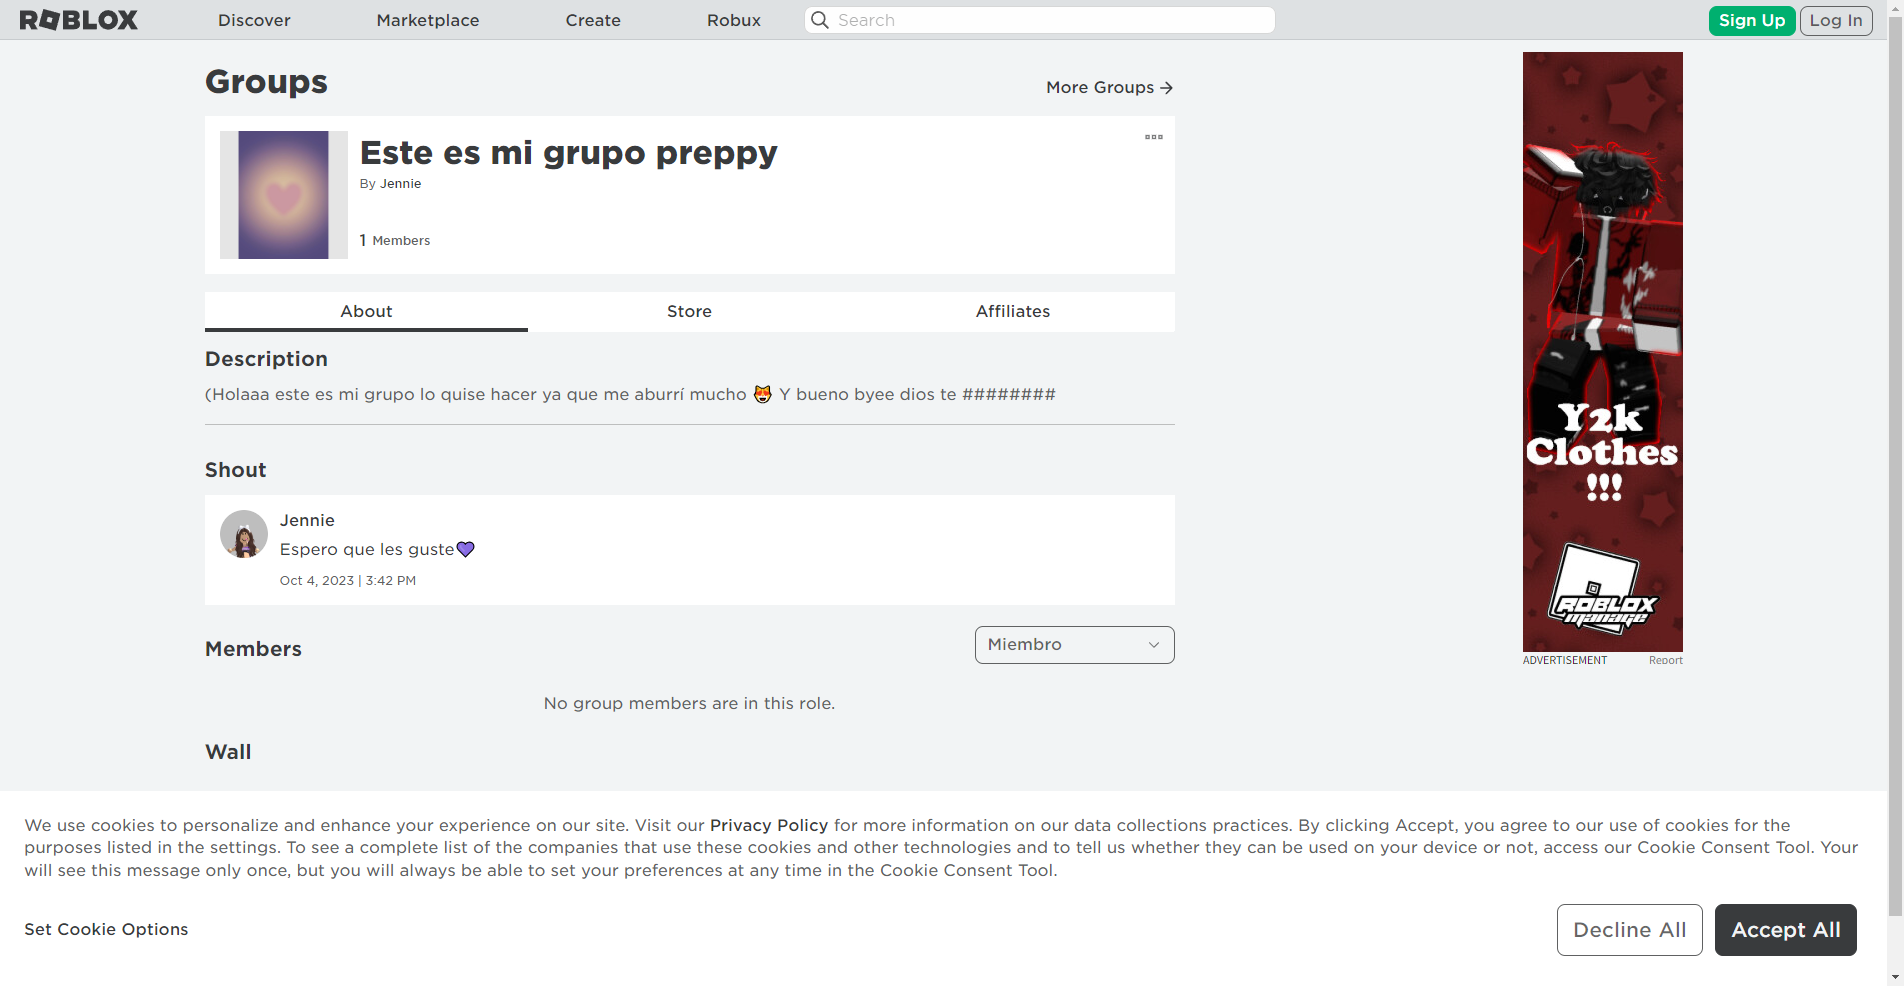 ROBLOX
Discover
Marketplace
Create
Robux
Search
Sign Up
Log In
Groups
More Groups
Este es mi grupo preppy
By Jennie
1 Members
About
Store
Affiliates
Description
(Holaaa este es mi grupo lo quise hacer ya que me aburrí mucho 😻 Y bueno byee dios te ########
Shout
Jennie
Espero que les guste💜
Oct 4, 2023 | 3:42 PM
Members
Miembro
No group members are in this role.
Wall
Y2k
Clothes
!!!
ROBLOX
manage
ADVERTISEMENT
Report
We use cookies to personalize and enhance your experience on our site. Visit our Privacy Policy for more information on our data collections practices. By clicking Accept, you agree to our use of cookies for the
purposes listed in the settings. To see a complete list of the companies that use these cookies and other technologies and to tell us whether they can be used on your device or not, access our Cookie Consent Tool. Your
will see this message only once, but you will always be able to set your preferences at any time in the Cookie Consent Tool.
Set Cookie Options
Decline All
Accept All